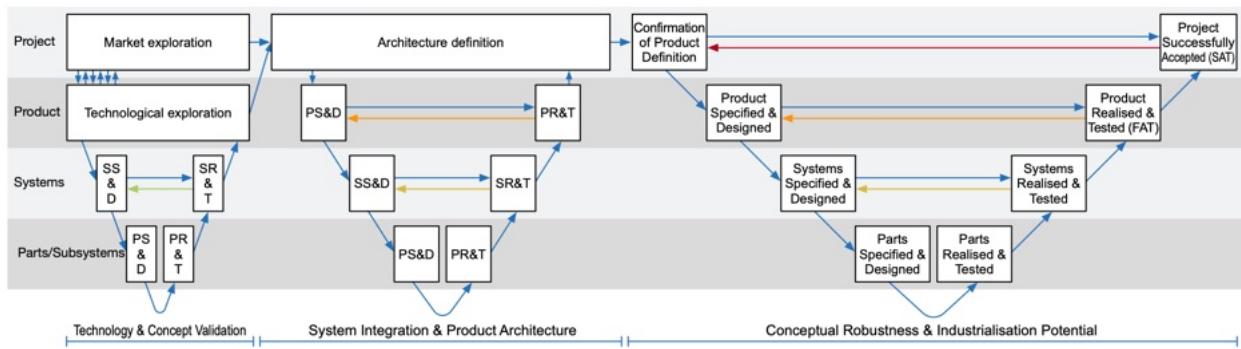 Project
Market exploration
Architecture definition
Confirmation
of Product
Definition
Project
Successfully
Accepted (SAT)
Product
Technological exploration
PS&D
PR&T
Product
Specified &
Designed
Product
Realised &
Tested (FAT)
Systems
SS
&
D
SR
&
T
SS&D
SR&T
Systems
Specified &
Designed
Systems
Realised &
Tested
Parts/Subsystems
PS
&
D
PR
&
T
PS&D
PR&T
Parts
Specified &
Designed
Parts
Realised &
Tested
Technology & Concept Validation
System Integration & Product Architecture
Conceptual Robustness & Industrialisation Potential